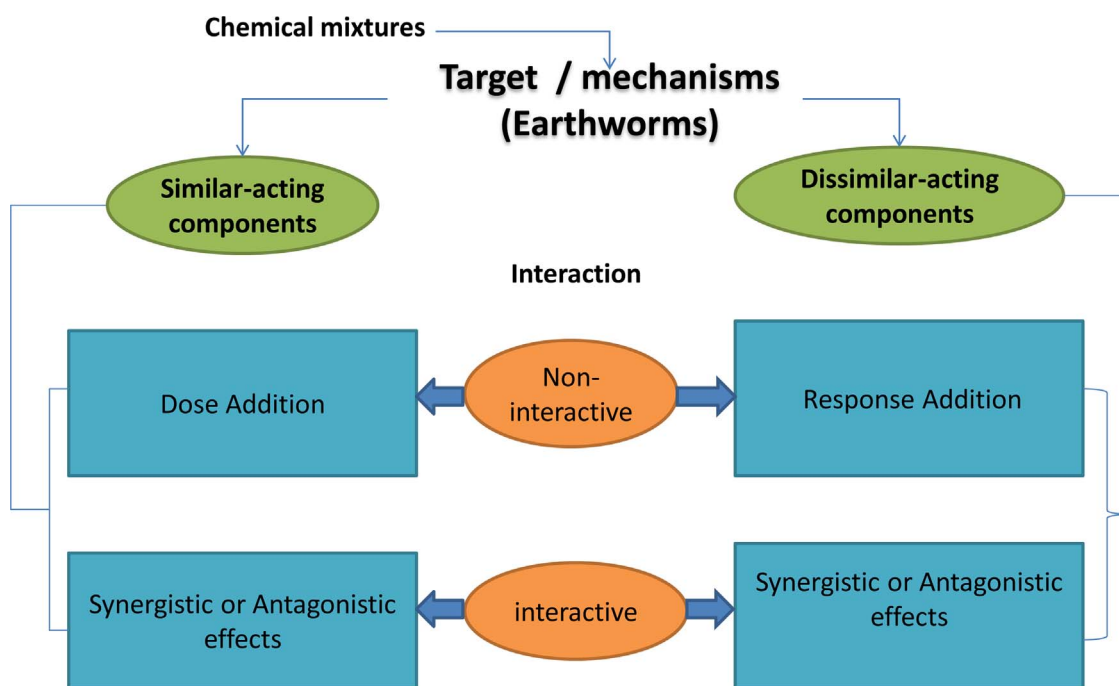 Chemical mixtures
Target / mechanisms
(Earthworms)
Similar-acting
components
Dissimilar-acting
components
Interaction
Dose Addition
Non-
interactive
Response Addition
Synergistic or Antagonistic
effects
interactive
Synergistic or Antagonistic
effects